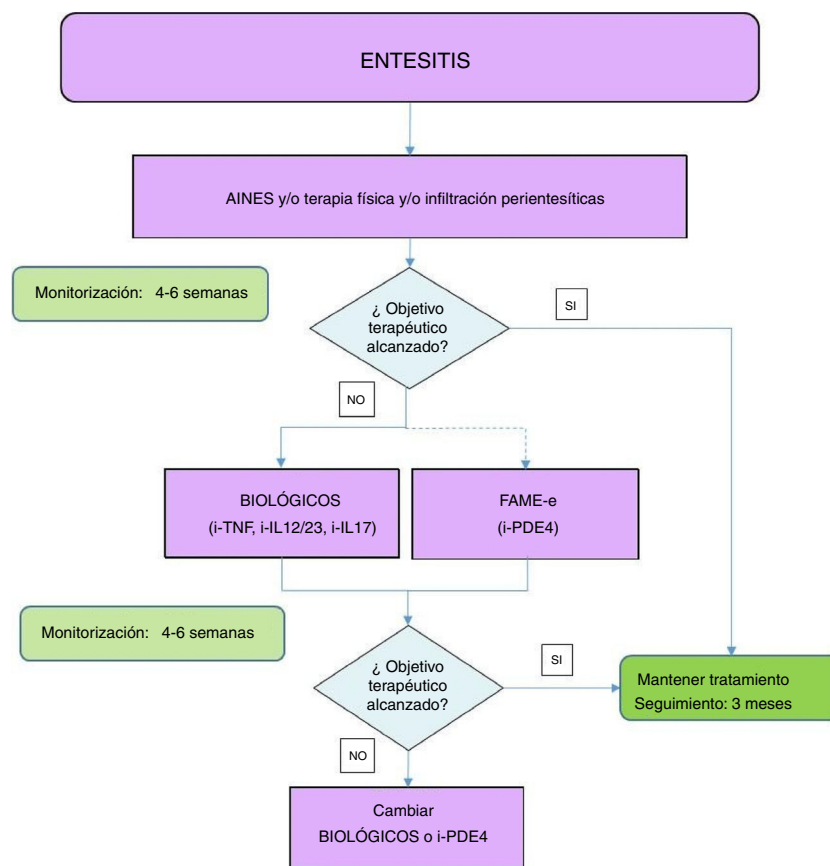 ENTESITIS
AINES y/o terapia física y/o infiltración perientesíticas
Monitorización: 4-6 semanas
¿ Objetivo
terapéutico
alcanzado?
SI
NO
BIOLÓGICOS
(i-TNF, i-IL12/23, i-IL17)
FAME-e
(i-PDE4)
Monitorización: 4-6 semanas
¿ Objetivo
terapéutico
alcanzado?
SI
Mantener tratamiento
Seguimiento: 3 meses
NO
Cambiar
BIOLÓGICOS o i-PDE4